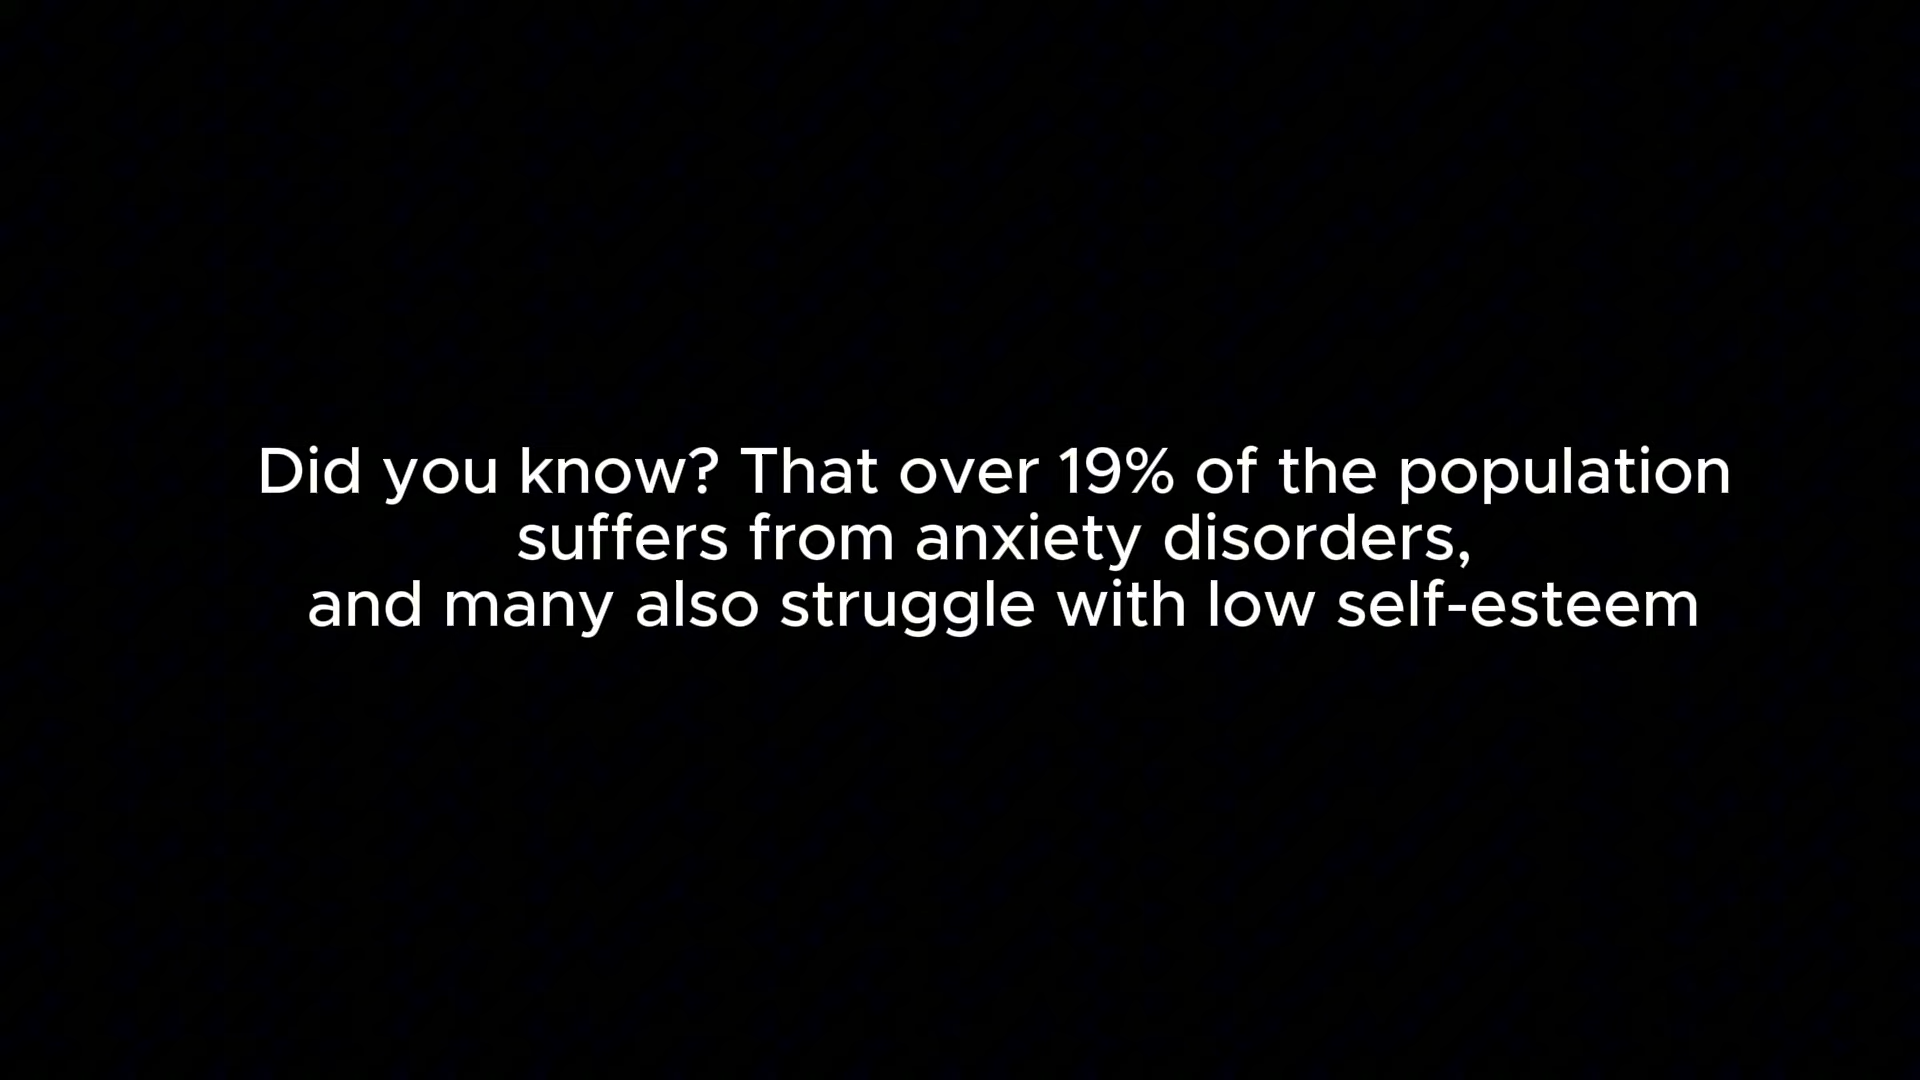 Did you know? That over 19% of the population
suffers from anxiety disorders,
and many also struggle with low self-esteem